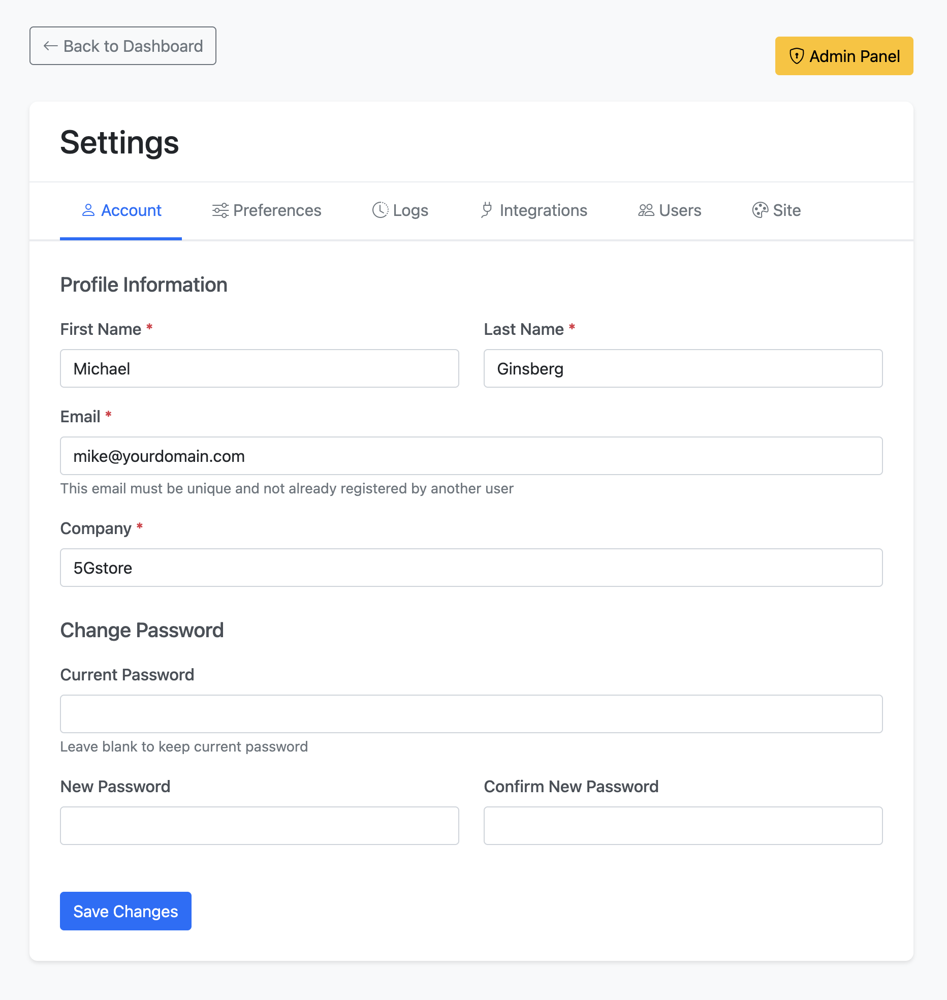 Back to Dashboard
Admin Panel
Settings
Account Preferences Logs Integrations Users Site
Profile Information
First Name * Last Name *
Michael Ginsberg
Email *
mike@yourdomain.com
This email must be unique and not already registered by another user
Company *
5Gstore
Change Password
Current Password
Leave blank to keep current password
New Password Confirm New Password
Save Changes